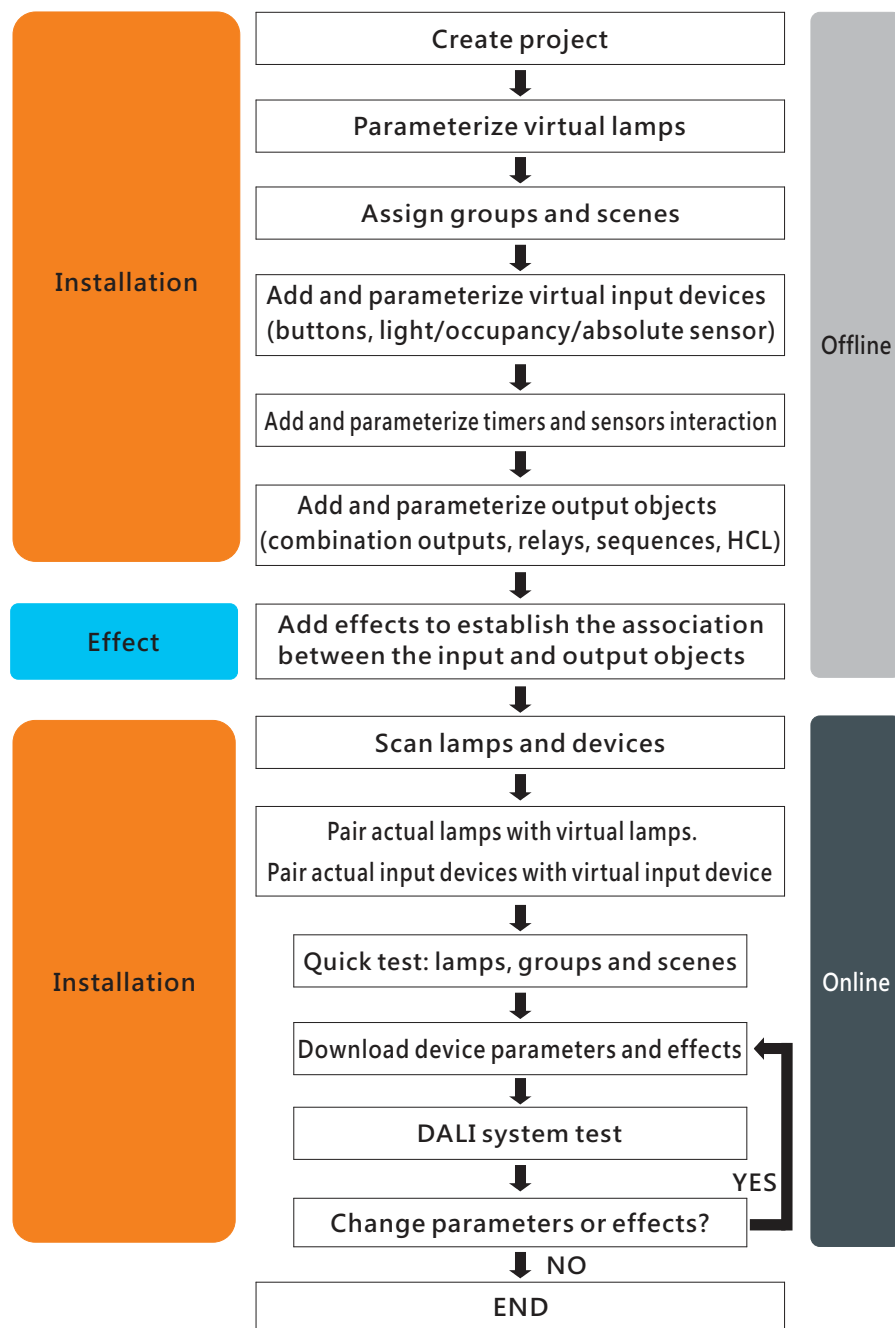 Create project
Parameterize virtual lamps
Assign groups and scenes
Installation
Add and parameterize virtual input devices
(buttons, light/occupancy/absolute sensor)
Offline
Add and parameterize timers and sensors interaction
Add and parameterize output objects
(combination outputs, relays, sequences, HCL)
Effect
Add effects to establish the association
between the input and output objects
Scan lamps and devices
Pair actual lamps with virtual lamps.
Pair actual input devices with virtual input device
Quick test: lamps, groups and scenes
Installation
Online
Download device parameters and effects
DALI system test
YES
Change parameters or effects?
NO
END